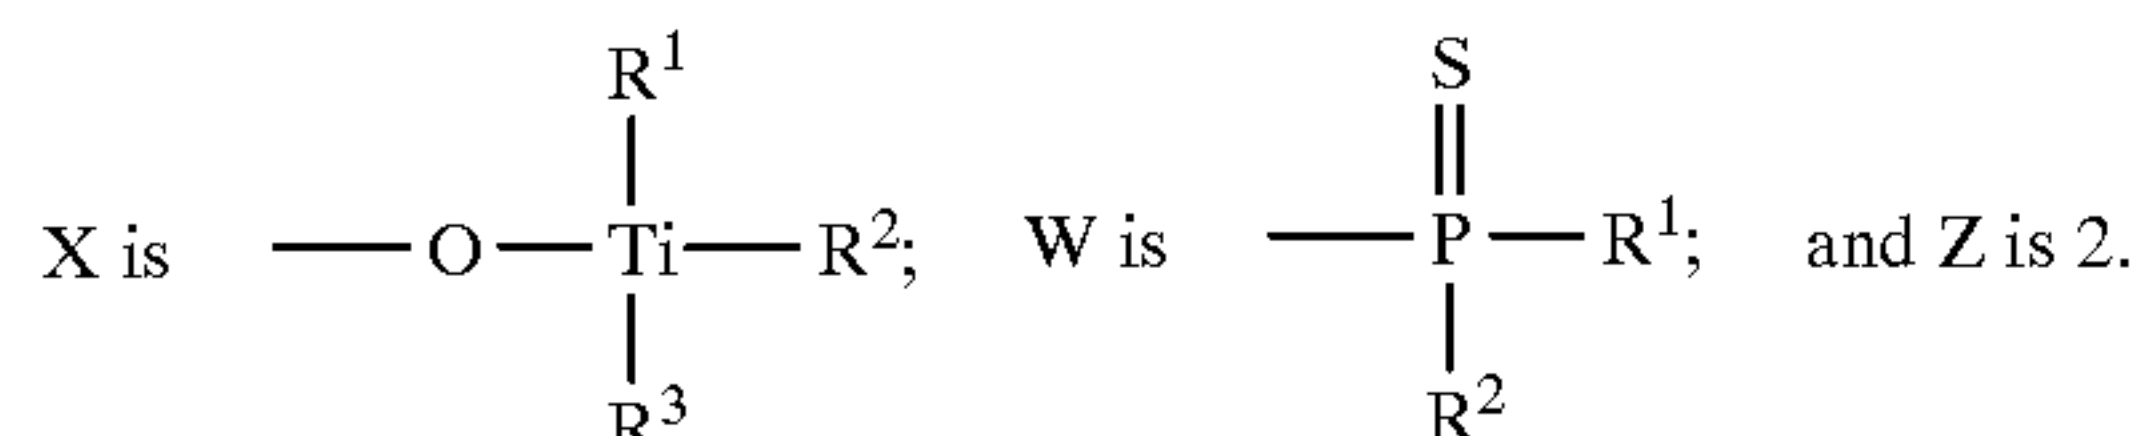 R¹ S
X is —O—Ti—R²; W is —P—R¹; and Z is 2.
R³ R²